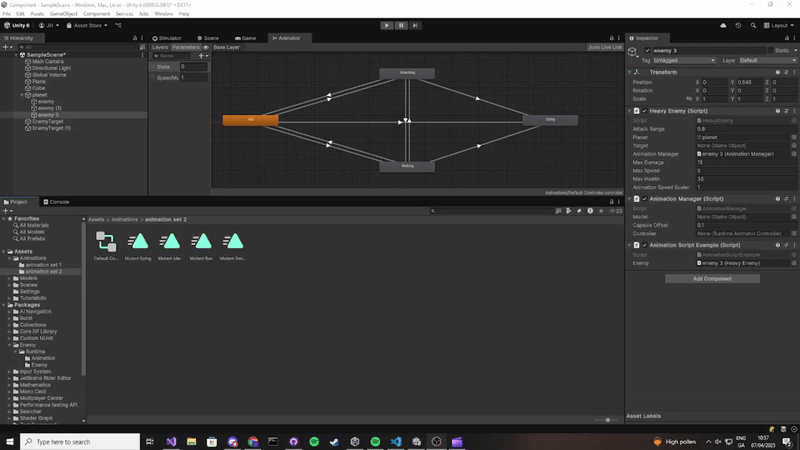 Component - SampleScene - Windows, Mac, Linux - Unity 6
File Edit Assets GameObject Component Services Jobs Window Help
Unity 6 JH Asset Store Layout
Hierarchy Simulator Scene Game Animator Inspector
All Layers Parameters Base Layer Auto Live Link enemy 3 Static
SampleScene* Name Tag Untagged Layer Default
Main Camera State 0
Directional Light SpeedMu 1
Global Volume
Plane
Cube
planet
enemy
enemy (1)
enemy 3
EnemyTarget
EnemyTarget (1)
Attacking
Dying
Walking
Animations/Default Controller.controller
Transform
Position X 0 Y 0.565 Z 0
Rotation X 0 Y 0 Z 0
Scale X 1 Y 1 Z 1
Heavy Enemy (Script)
Script HeavyEnemy
Attack Range 0.8
Planet planet
Target None (Game Object)
Animation Manager enemy 3 (Animation Manager)
Max Damage 15
Max Speed 5
Max Health 35
Animation Speed Scaler 1
Animation Manager (Script)
Script AnimationManager
Model None (Game Object)
Capsule Offset 0.1
Controller None (Runtime Animator Controller)
Animation Script Example (Script)
Script AnimationScriptExample
Enemy enemy 3 (Heavy Enemy)
Add Component
Asset Labels
Project Console
Favorites
All Materials
All Models
All Prefabs
Assets
Animations
animation set 1
animation set 2
Models
Scenes
Settings
TutorialInfo
Packages
AI Navigation
Burst
Collections
Core RP Library
Custom NUnit
Enemy
Runtime
Animation
Enemy
Input System
JetBrains Rider Editor
Mathematics
Mono Cecil
Multiplayer Center
Performance testing API
Searcher
Shader Graph
Assets > Animations > animation set 2
Default Co... Mutant Dying Mutant Idle Mutant Run Mutant Swi...
Type here to search
High pollen
ENG
GA
18:57
07/04/2025